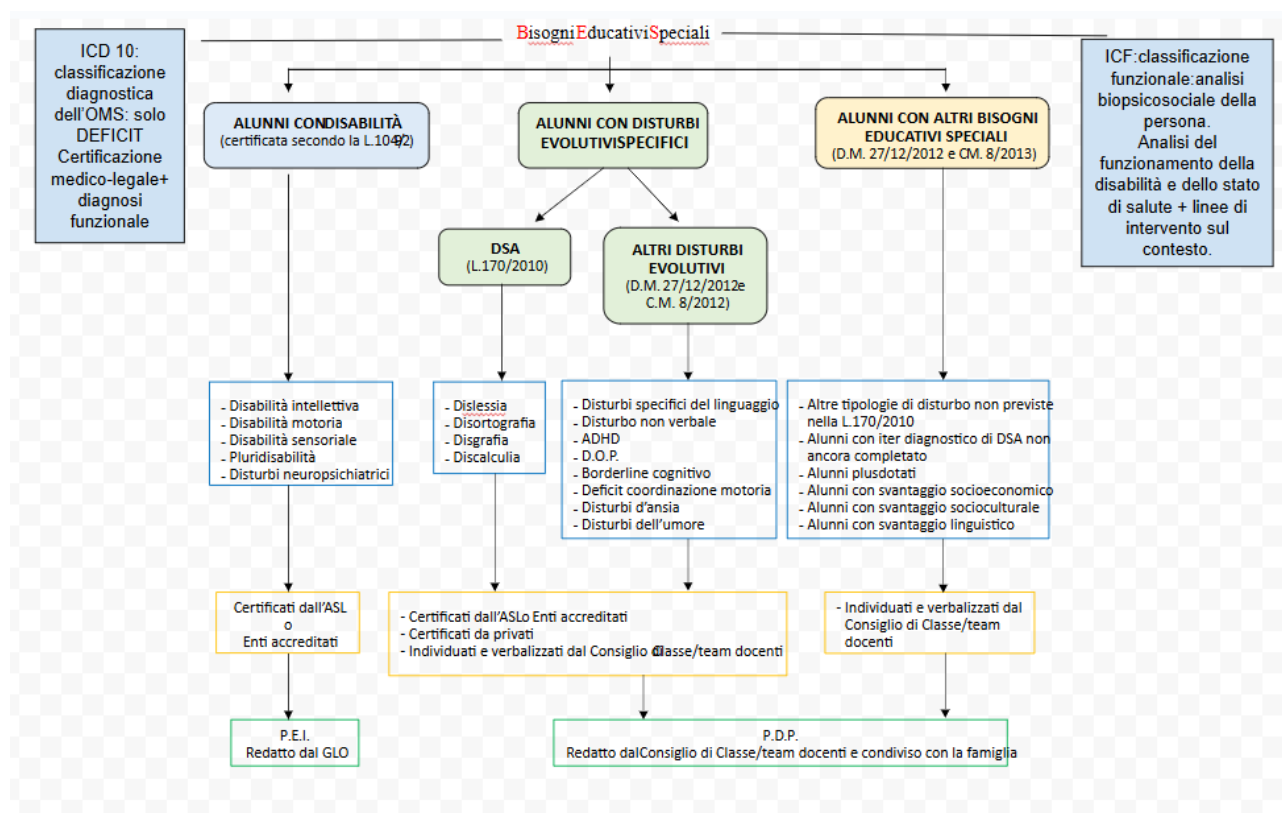 BisogniEducativiSpeciali
ICD 10:
classificazione
diagnostica
dell'OMS: solo
DEFICIT
Certificazione
medico-legale+
diagnosi
funzionale
ICF:classificazione
funzionale:analisi
biopsicosociale della
persona.
Analisi del
funzionamento della
disabilità e dello stato
di salute + linee di
intervento sul
contesto.
ALUNNI CONDISABILITÀ
(certificata secondo la L.104/92)
ALUNNI CON DISTURBI
EVOLUTIVISPECIFICI
ALUNNI CON ALTRI BISOGNI
EDUCATIVI SPECIALI
(D.M. 27/12/2012 e CM. 8/2013)
DSA
(L.170/2010)
ALTRI DISTURBI
EVOLUTIVI
(D.M. 27/12/2012e
C.M. 8/2012)
- Disabilità intellettiva
- Disabilità motoria
- Disabilità sensoriale
- Pluridisabilità
- Disturbi neuropsichiatrici
- Dislessia
- Disortografia
- Disgrafia
- Discalculia
- Disturbi specifici del linguaggio
- Disturbo non verbale
- ADHD
- D.O.P.
- Borderline cognitivo
- Deficit coordinazione motoria
- Disturbi d'ansia
- Disturbi dell'umore
- Altre tipologie di disturbo non previste
nella L.170/2010
- Alunni con iter diagnostico di DSA non
ancora completato
- Alunni plusdotati
- Alunni con svantaggio socioeconomico
- Alunni con svantaggio socioculturale
- Alunni con svantaggio linguistico
Certificati dall'ASL
o
Enti accreditati
- Certificati dall'ASLo Enti accreditati
- Certificati da privati
- Individuati e verbalizzati dal Consiglio di Classe/team docenti
- Individuati e verbalizzati dal
Consiglio di Classe/team
docenti
P.E.I.
Redatto dal GLO
P.D.P.
Redatto dalConsiglio di Classe/team docenti e condiviso con la famiglia